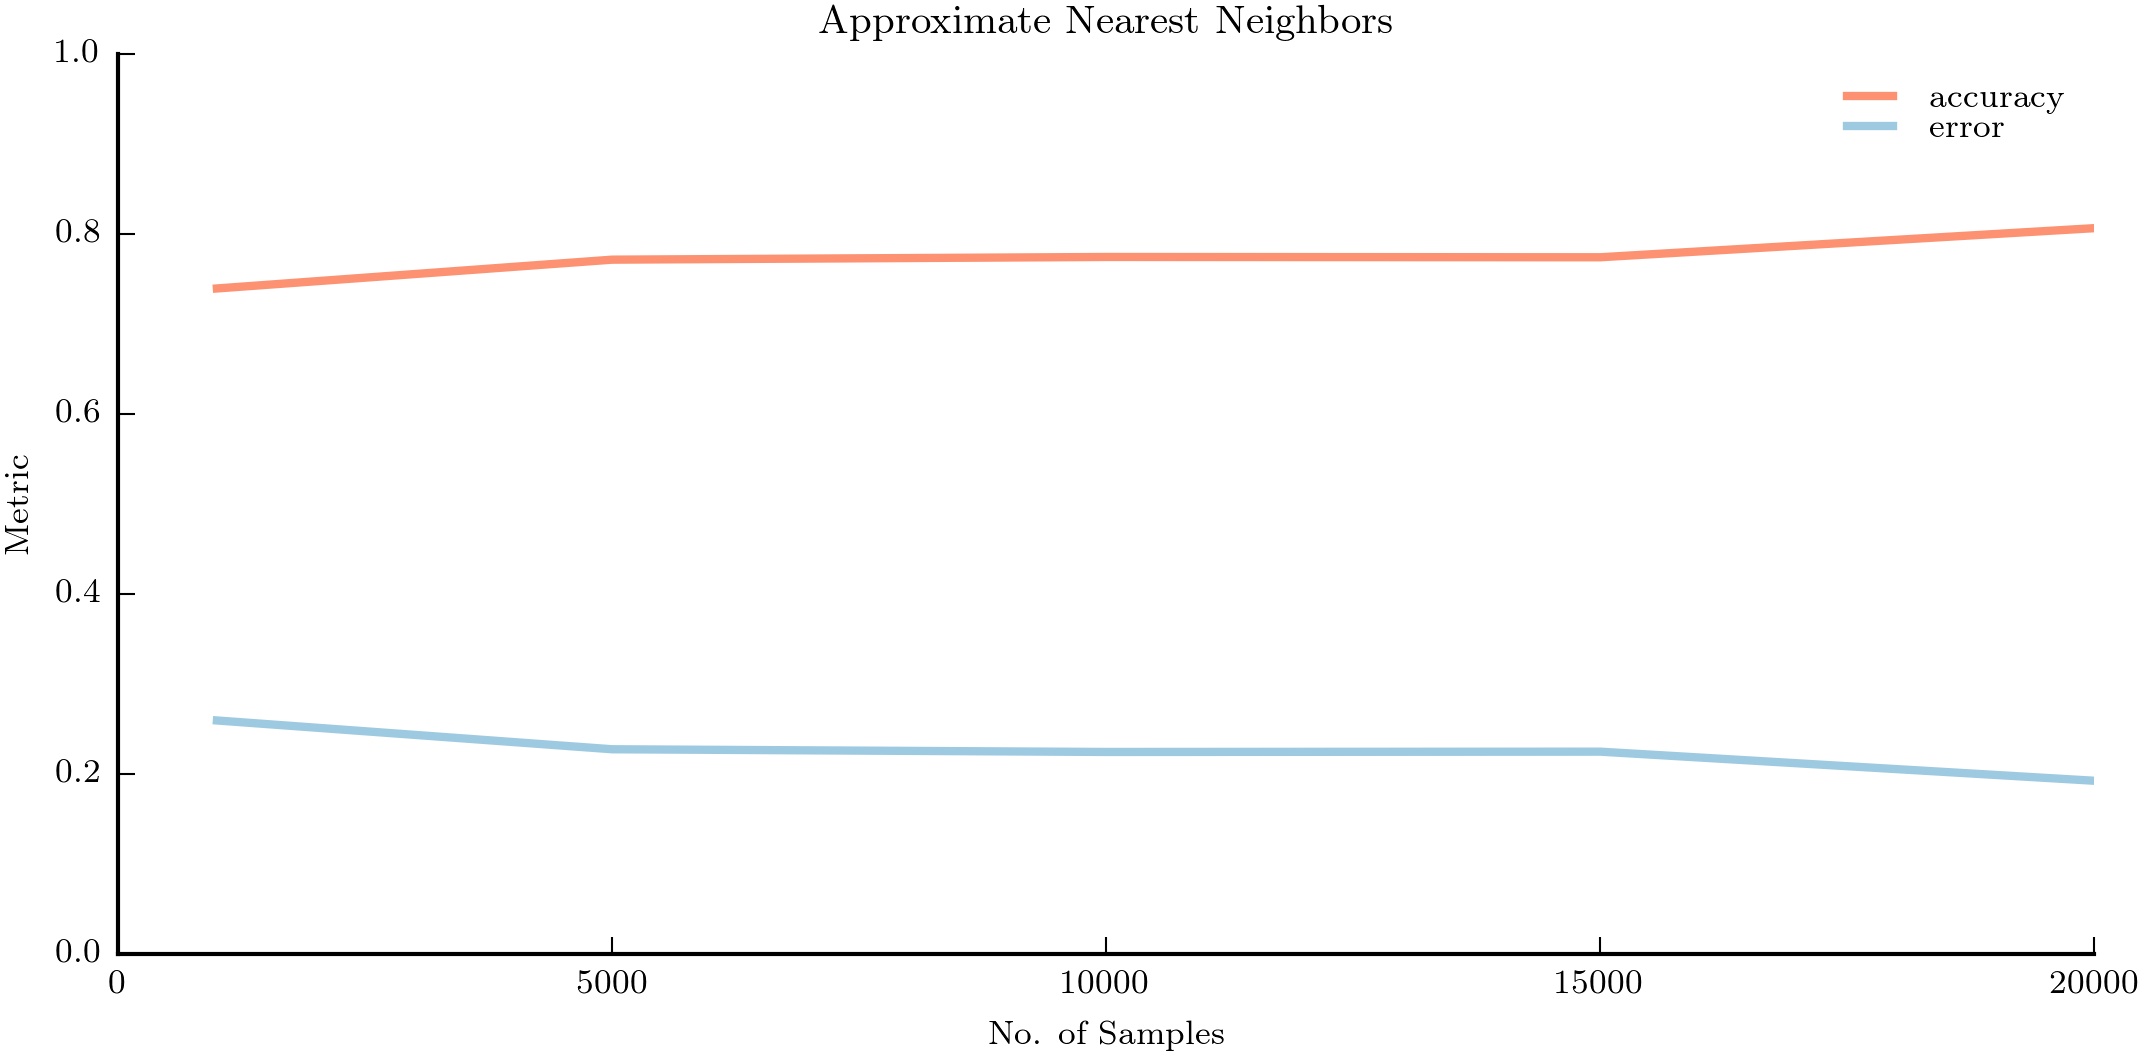 Approximate Nearest Neighbors
1.0
accuracy
error
0.8
0.6
Metric
0.4
0.2
0.0
0 5000 10000 15000 20000
No. of Samples